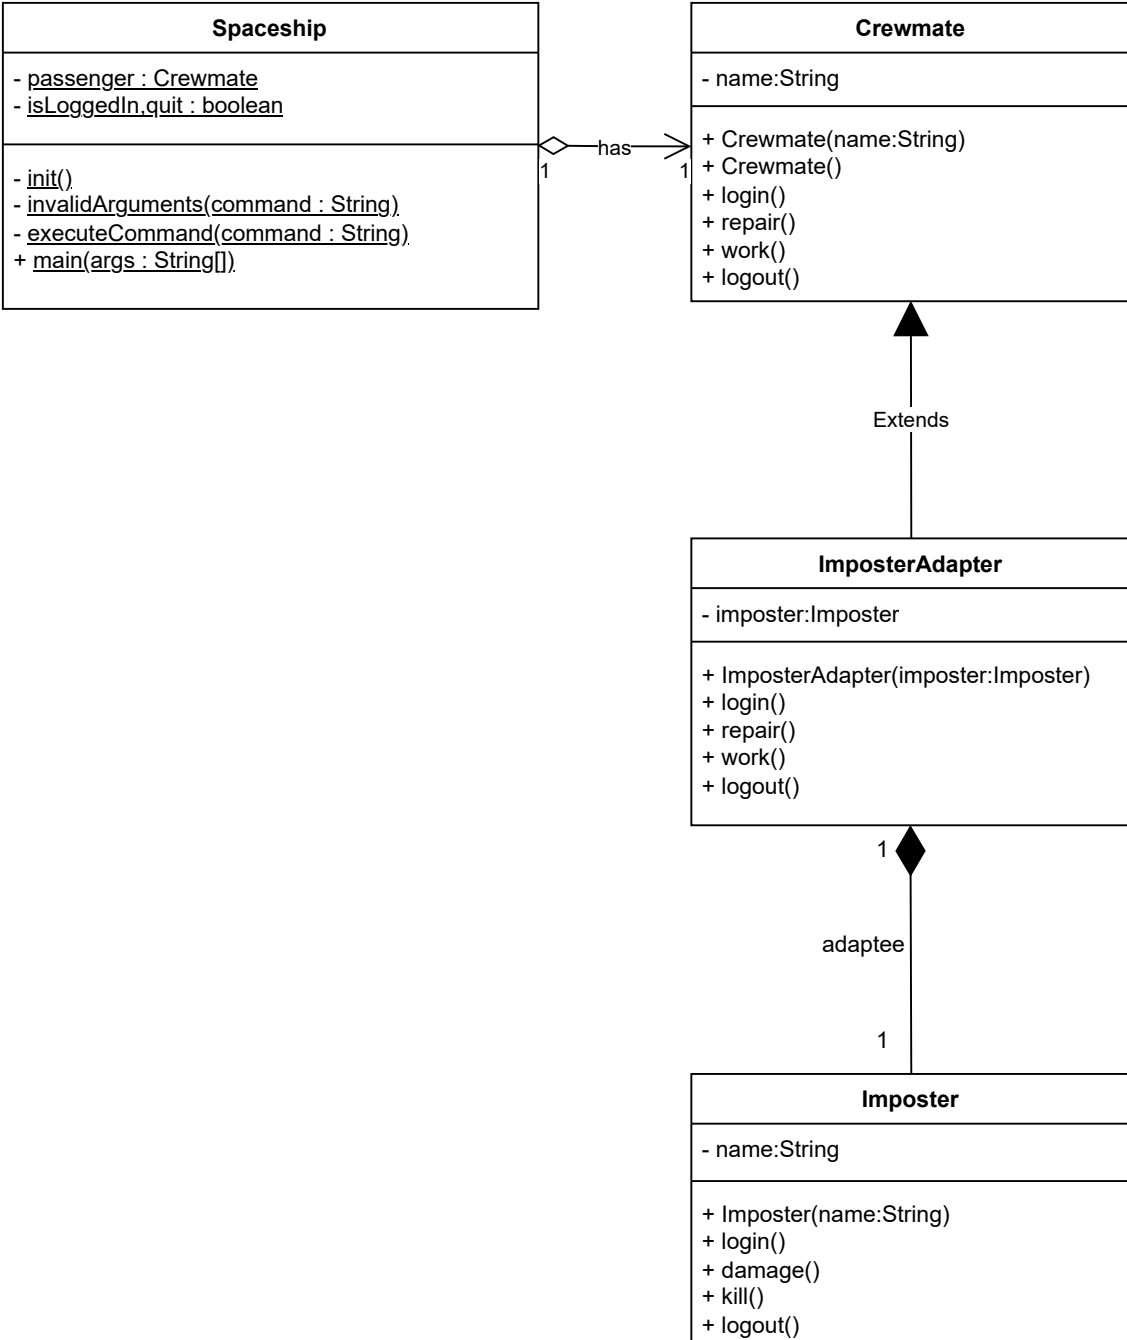 Spaceship
- passenger : Crewmate
- isLoggedIn,quit : boolean
- init()
- invalidArguments(command : String)
- executeCommand(command : String)
+ main(args : String[])
has
1
1
Crewmate
- name:String
+ Crewmate(name:String)
+ Crewmate()
+ login()
+ repair()
+ work()
+ logout()
Extends
ImposterAdapter
- imposter:Imposter
+ ImposterAdapter(imposter:Imposter)
+ login()
+ repair()
+ work()
+ logout()
1
adaptee
1
Imposter
- name:String
+ Imposter(name:String)
+ login()
+ damage()
+ kill()
+ logout()